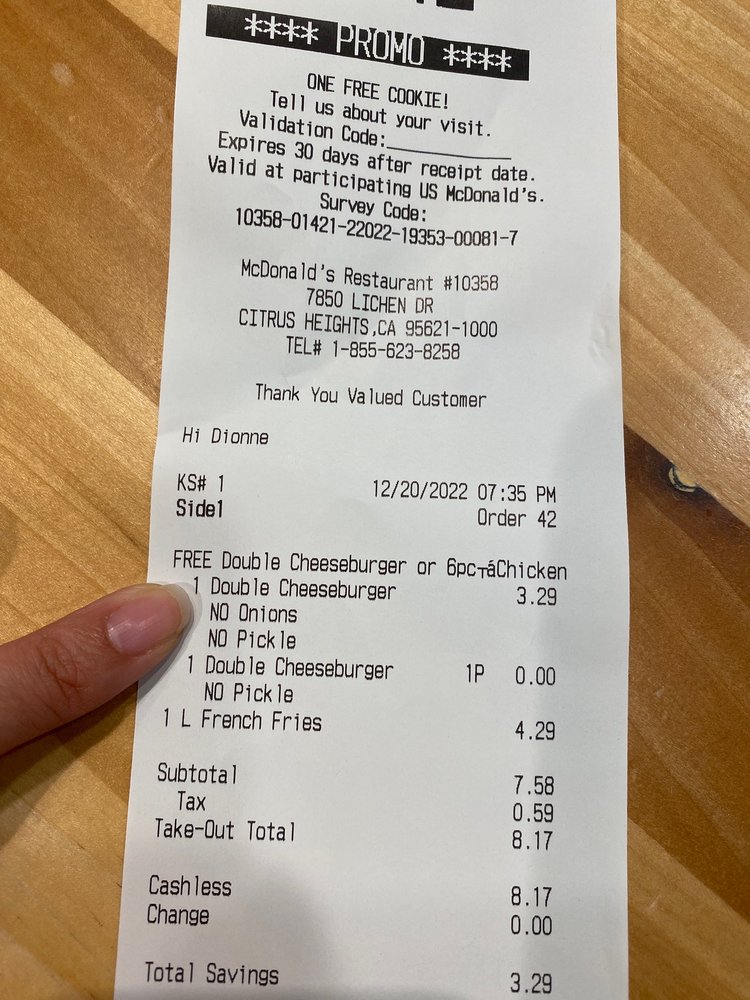 **** PROMO ****
ONE FREE COOKIE!
Tell us about your visit.
Validation Code:____________
Expires 30 days after receipt date.
Valid at participating US McDonald's.
Survey Code:
10358-01421-22022-19353-00081-7
McDonald's Restaurant #10358
7850 LICHEN DR
CITRUS HEIGHTS,CA 95621-1000
TEL# 1-855-623-8258
Thank You Valued Customer
Hi Dionne
KS# 1 12/20/2022 07:35 PM
Side1 Order 42
FREE Double Cheeseburger or 6pc┬áChicken
1 Double Cheeseburger 3.29
NO Onions
NO Pickle
1 Double Cheeseburger 1P 0.00
NO Pickle
1 L French Fries 4.29
Subtotal 7.58
Tax 0.59
Take-Out Total 8.17
Cashless 8.17
Change 0.00
Total Savings 3.29